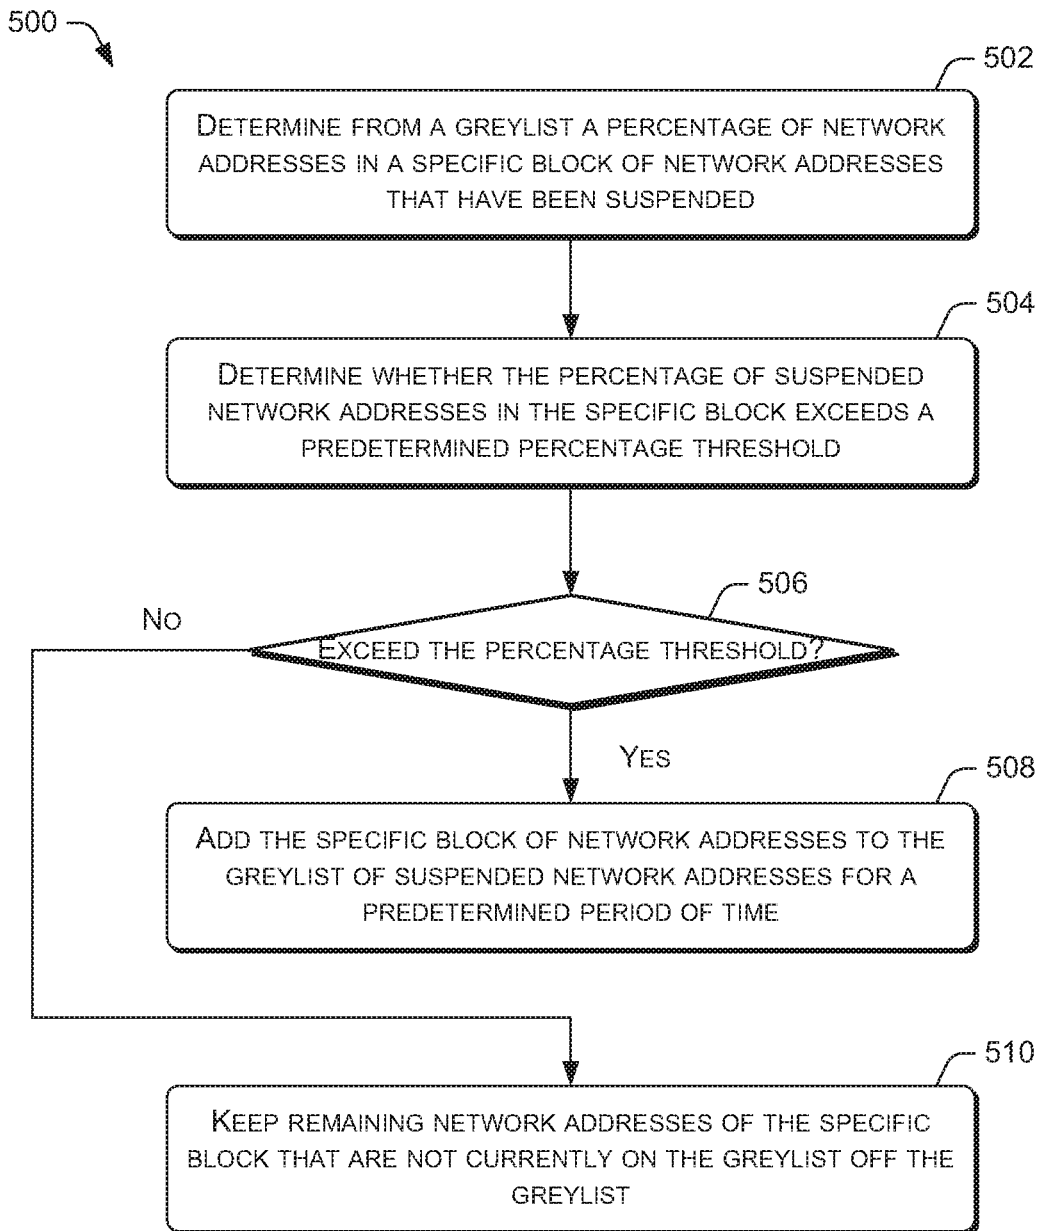 500
502
DETERMINE FROM A GREYLIST A PERCENTAGE OF NETWORK
ADDRESSES IN A SPECIFIC BLOCK OF NETWORK ADDRESSES
THAT HAVE BEEN SUSPENDED
504
DETERMINE WHETHER THE PERCENTAGE OF SUSPENDED
NETWORK ADDRESSES IN THE SPECIFIC BLOCK EXCEEDS A
PREDETERMINED PERCENTAGE THRESHOLD
506
NO
EXCEED THE PERCENTAGE THRESHOLD?
YES
508
ADD THE SPECIFIC BLOCK OF NETWORK ADDRESSES TO THE
GREYLIST OF SUSPENDED NETWORK ADDRESSES FOR A
PREDETERMINED PERIOD OF TIME
510
KEEP REMAINING NETWORK ADDRESSES OF THE SPECIFIC
BLOCK THAT ARE NOT CURRENTLY ON THE GREYLIST OFF THE
GREYLIST